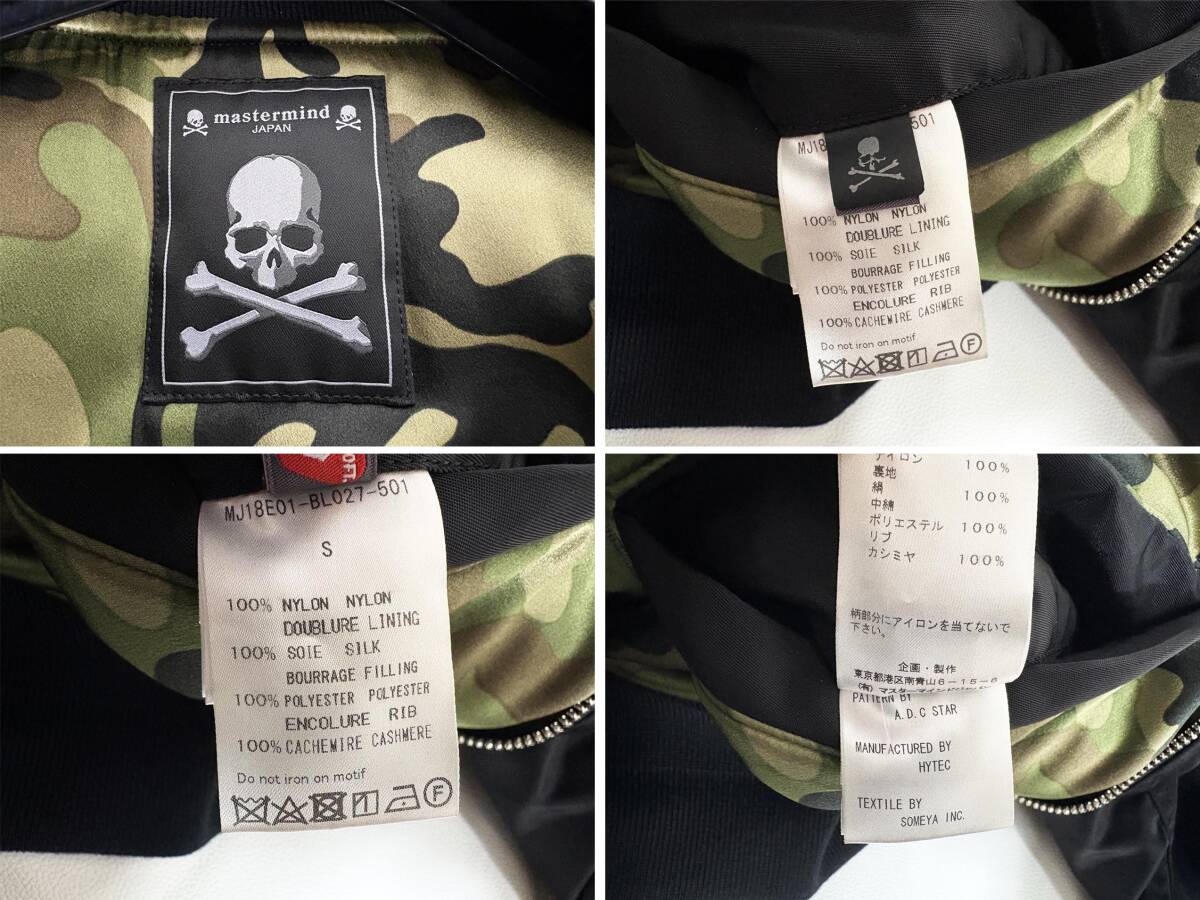 mastermind
JAPAN
MJ18
501
100% NYLON NYLON
DOUBLURE LINING
100% SOIE SILK
BOURRAGE FILLING
100% POLYESTER POLYESTER
ENCOLURE RIB
100% CACHEMIRE CASHMERE
Do not iron on motif
F
MJ18E01-BL027-501
S
100% NYLON NYLON
DOUBLURE LINING
100% SOIE SILK
BOURRAGE FILLING
100% POLYESTER POLYESTER
ENCOLURE RIB
100% CACHEMIRE CASHMERE
Do not iron on motif
F
ナイロン 100%
裏地
絹 100%
中綿
ポリエステル 100%
リブ
カシミヤ 100%
柄部分にアイロンを当てないで
下さい。
企画・製作
東京都港区南青山6-15-6
PATTERN BY
A.D.C STAR
MANUFACTURED BY
HYTEC
TEXTILE BY
SOMEYA INC.